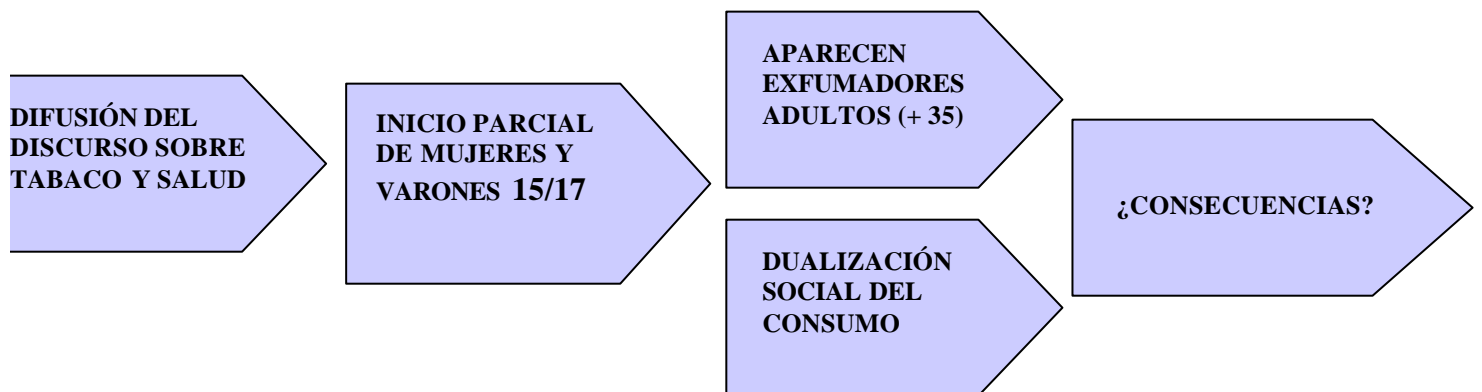 DIFUSIÓN DEL
DISCURSO SOBRE
TABACO Y SALUD
INICIO PARCIAL
DE MUJERES Y
VARONES 15/17
APARECEN
EXFUMADORES
ADULTOS (+ 35)
DUALIZACIÓN
SOCIAL DEL
CONSUMO
¿CONSECUENCIAS?